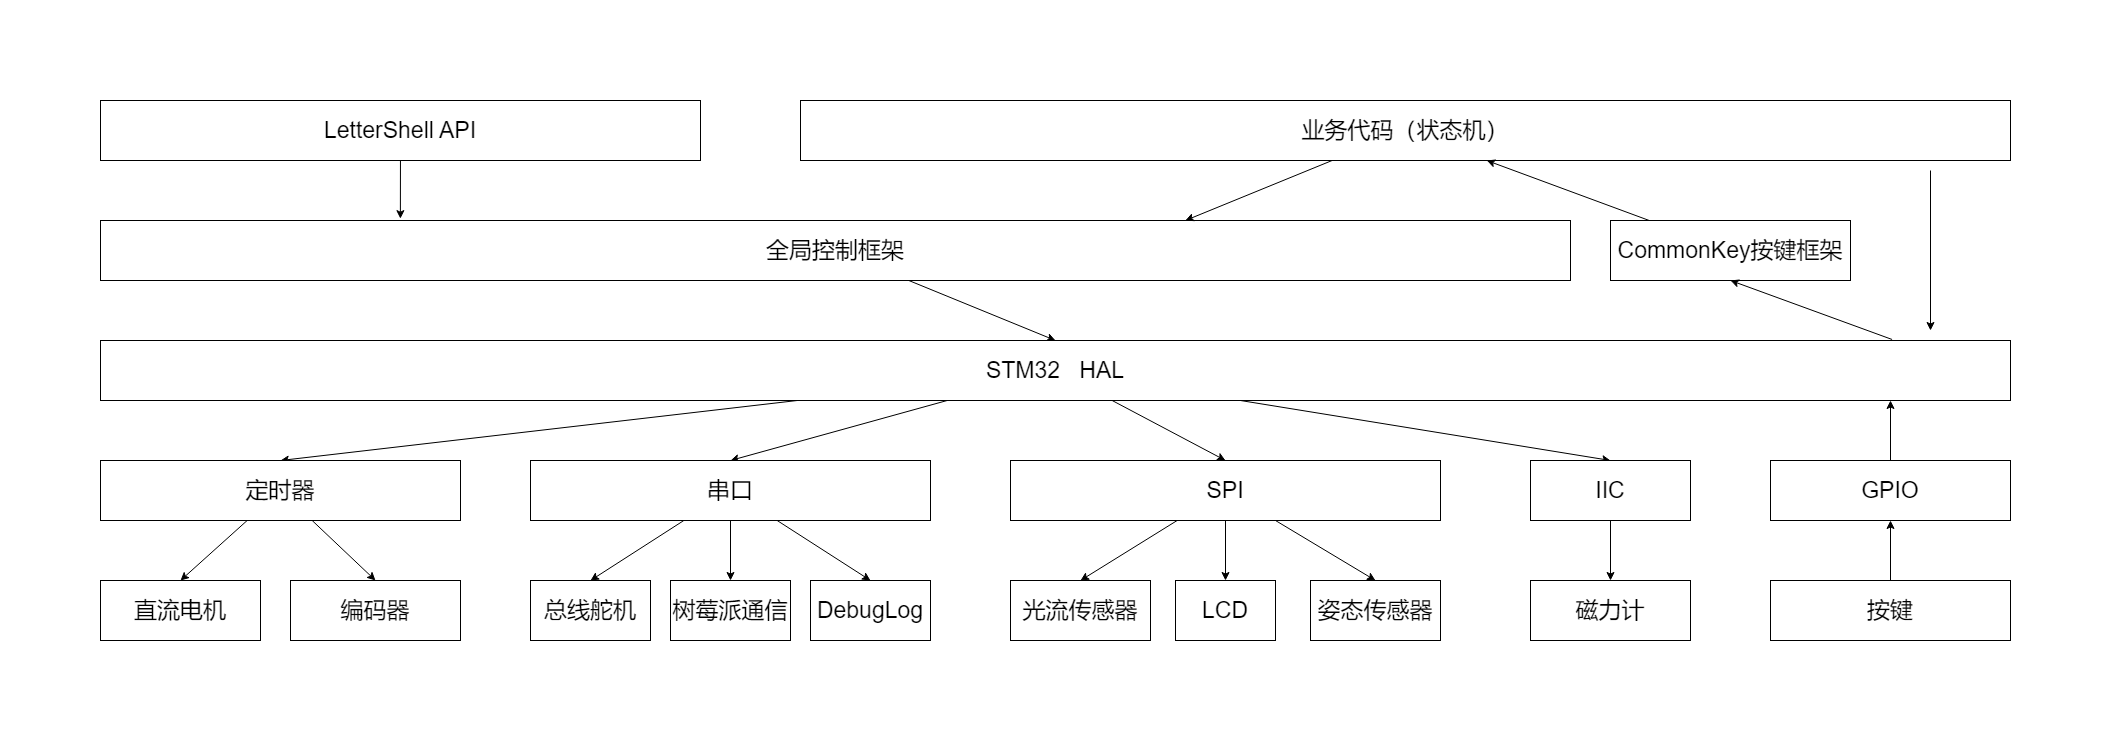 LetterShell API
业务代码（状态机）
全局控制框架
CommonKey按键框架
STM32   HAL
定时器
串口
SPI
IIC
GPIO
直流电机
编码器
总线舵机
树莓派通信
DebugLog
光流传感器
LCD
姿态传感器
磁力计
按键